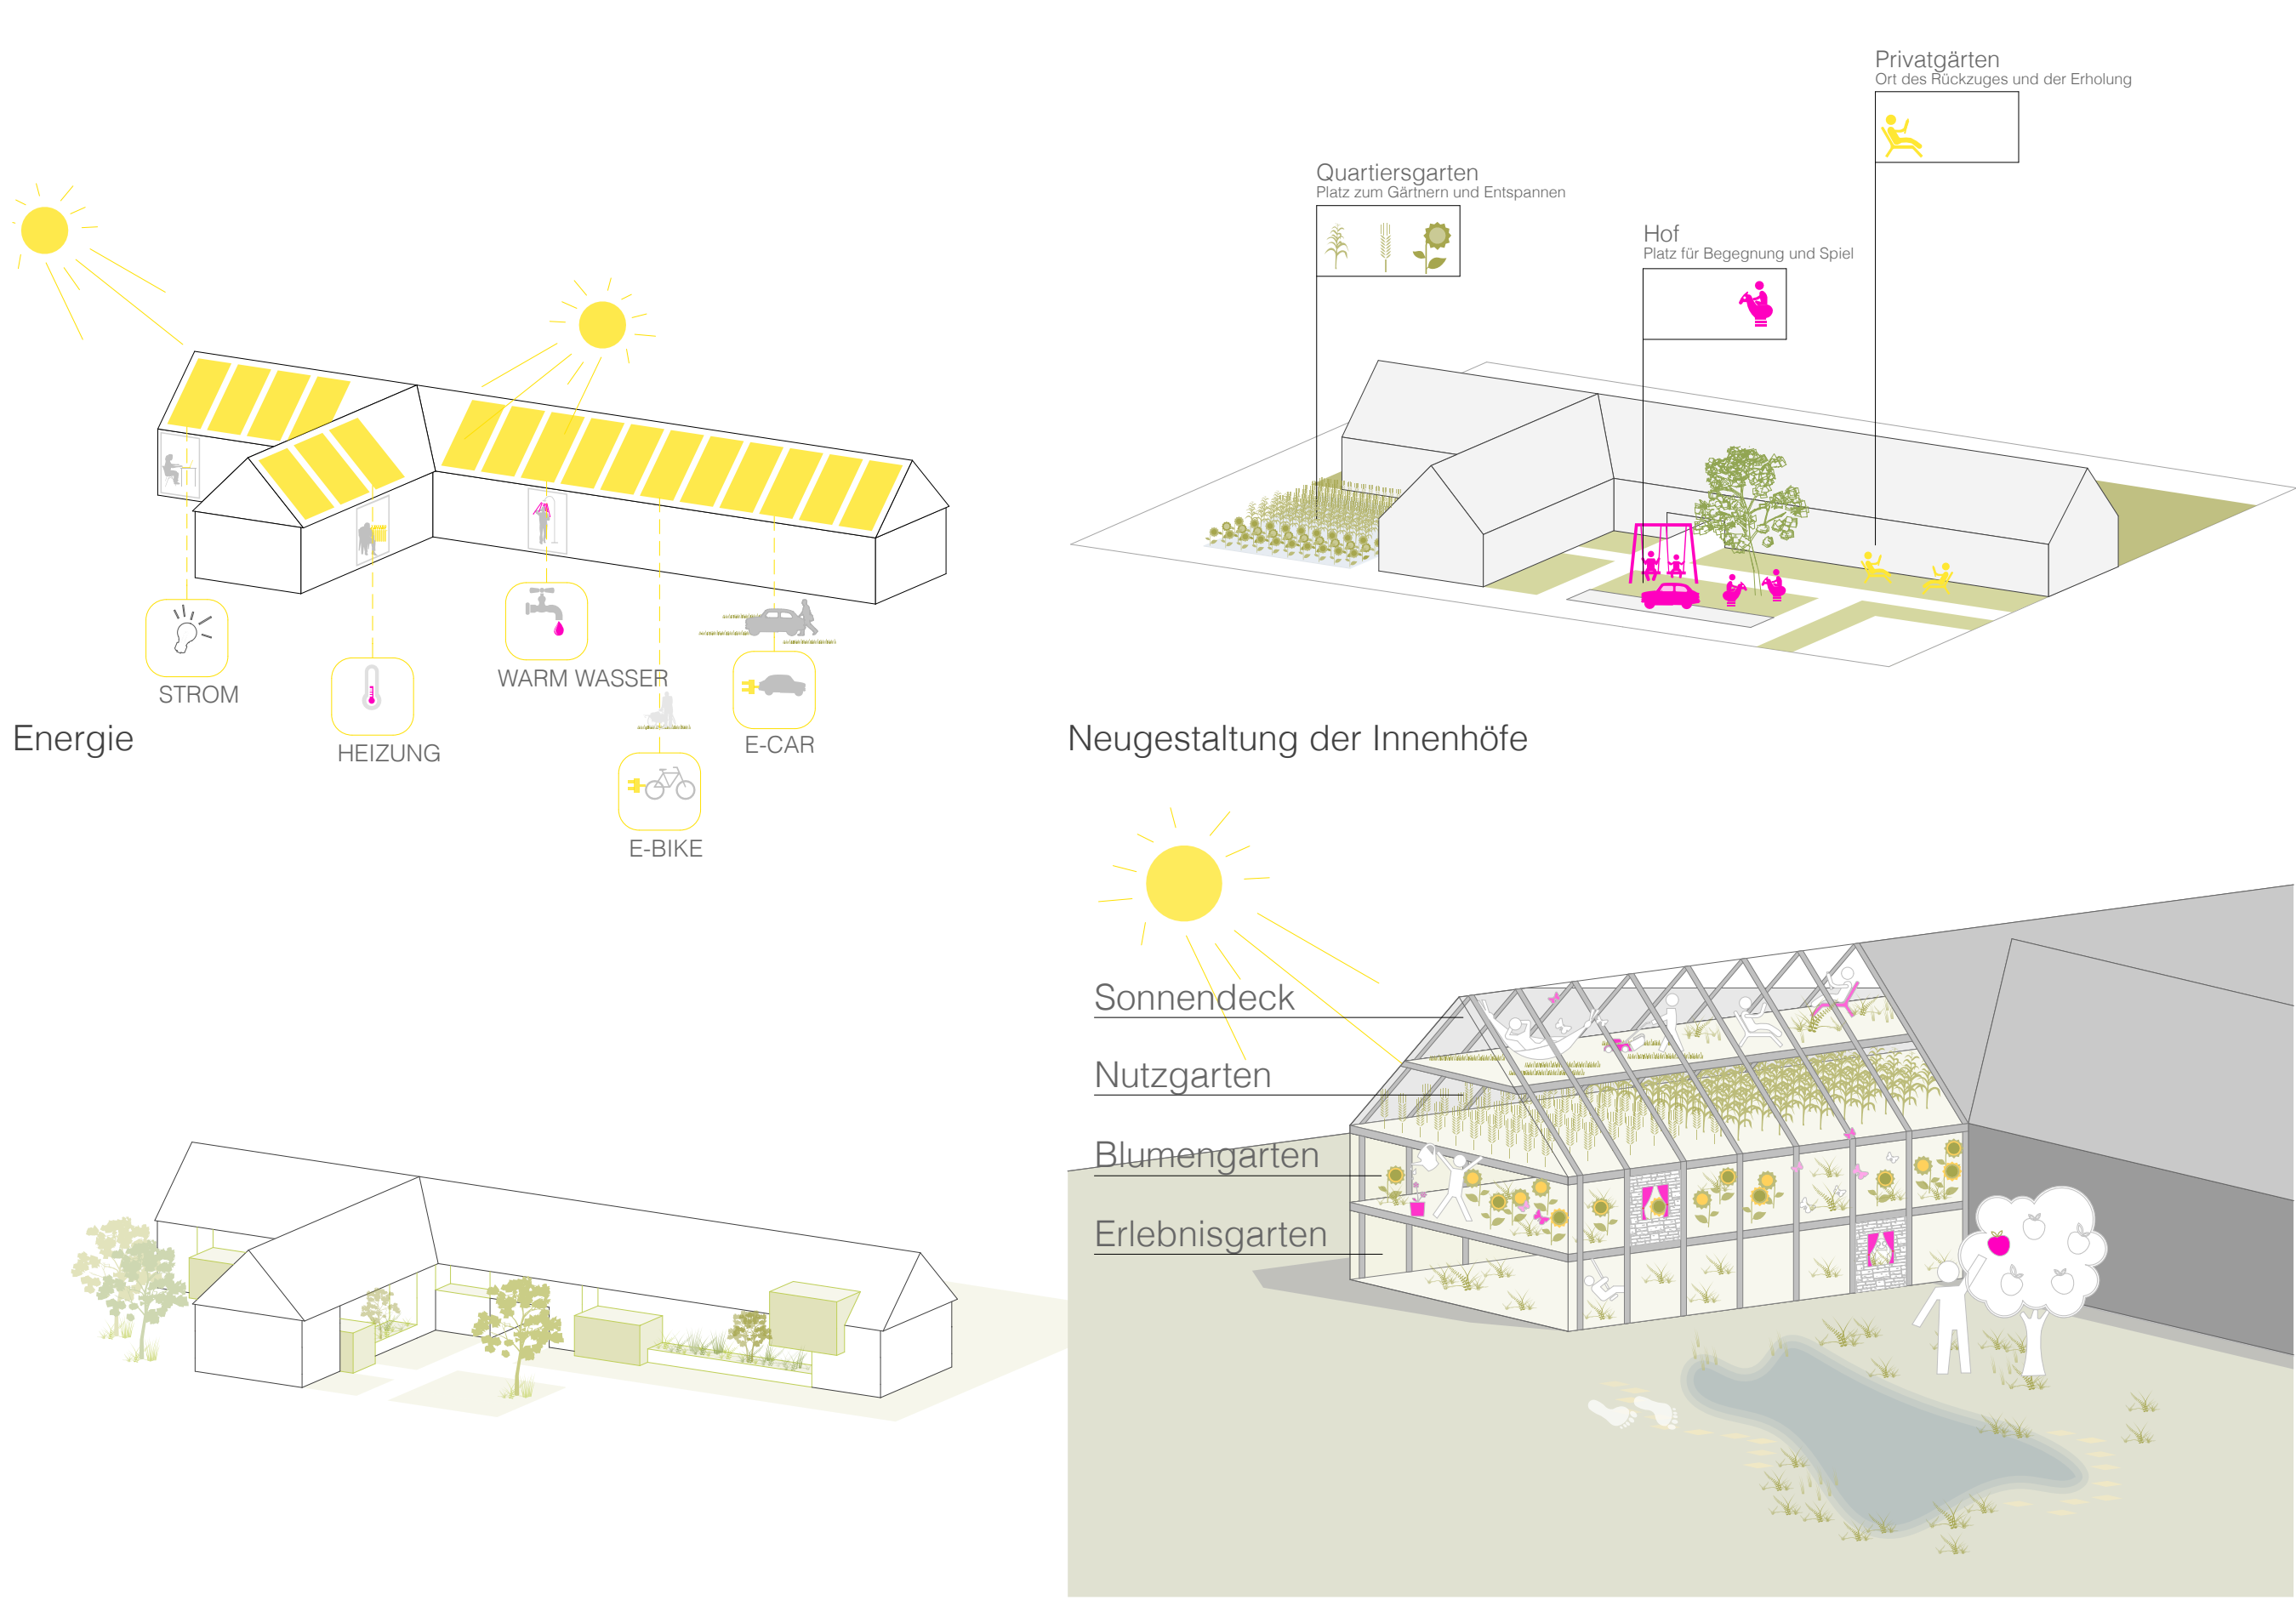 Privatgärten
Ort des Rückzuges und der Erholung
Quartiersgarten
Platz zum Gärtnern und Entspannen
Hof
Platz für Begegnung und Spiel
STROM
HEIZUNG
WARM WASSER
E-BIKE
E-CAR
Energie
Neugestaltung der Innenhöfe
Sonnendeck
Nutzgarten
Blumengarten
Erlebnisgarten